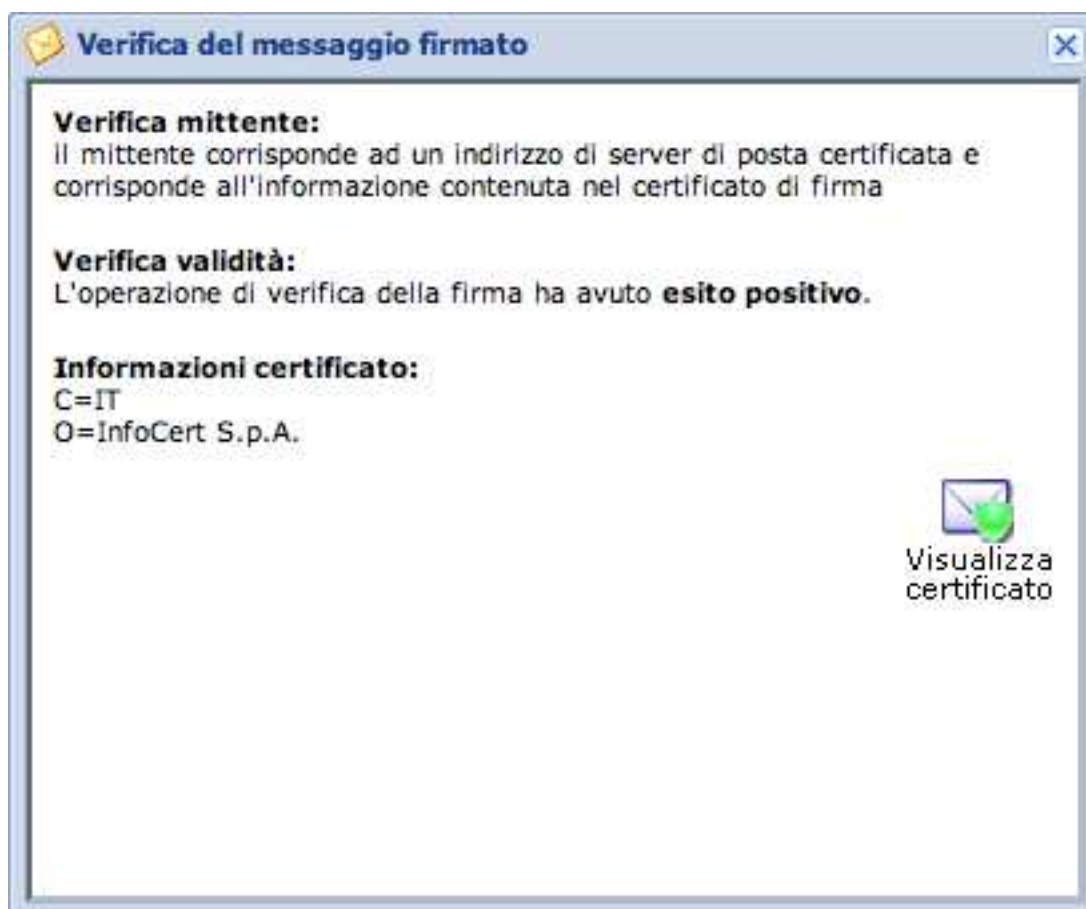 Verifica del messaggio firmato
Verifica mittente:
il mittente corrisponde ad un indirizzo di server di posta certificata e
corrisponde all'informazione contenuta nel certificato di firma
Verifica validità:
L'operazione di verifica della firma ha avuto esito positivo.
Informazioni certificato:
C=IT
O=InfoCert S.p.A.
Visualizza
certificato